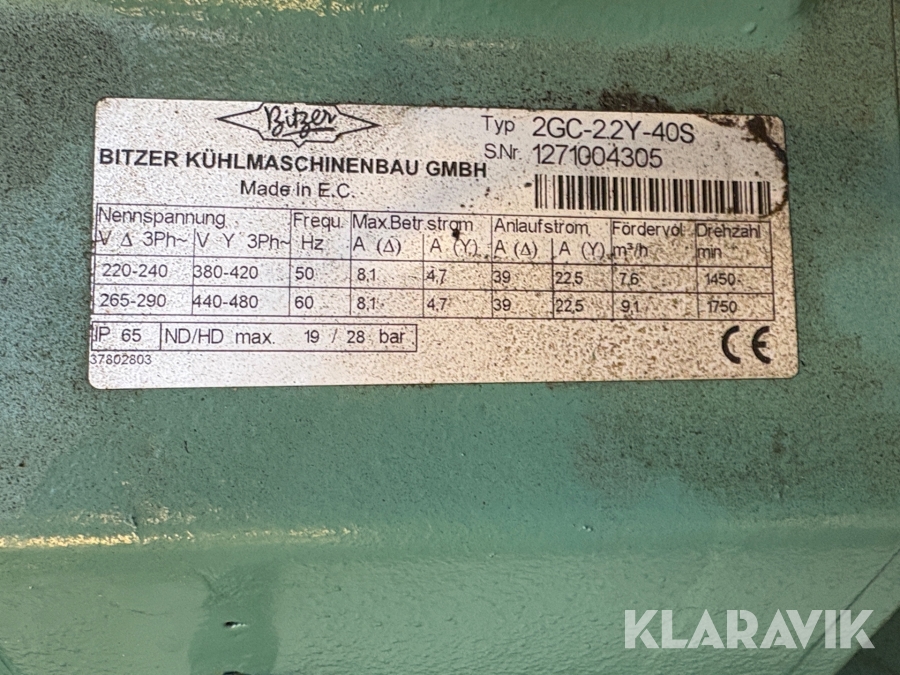 Bitzer
BITZER KÜHLMASCHINENBAU GMBH
Made in E.C.
Typ 2GC-2.2Y-40S
S.Nr. 1271004305
Nennspannung Frequ. Max.Betr.strom Anlaufstrom. Fördervol. Drehzahl
V Δ 3Ph~ V Y 3Ph~ Hz A (Δ) A (Y) A (Δ) A (Y) m³/h min
220-240 380-420 50 8,1 4,7 39 22,5 7,6 1450
265-290 440-480 60 8,1 4,7 39 22,5 9,1 1750
IP 65 ND/HD max. 19 / 28 bar
37802803
CE
KLARAVIK